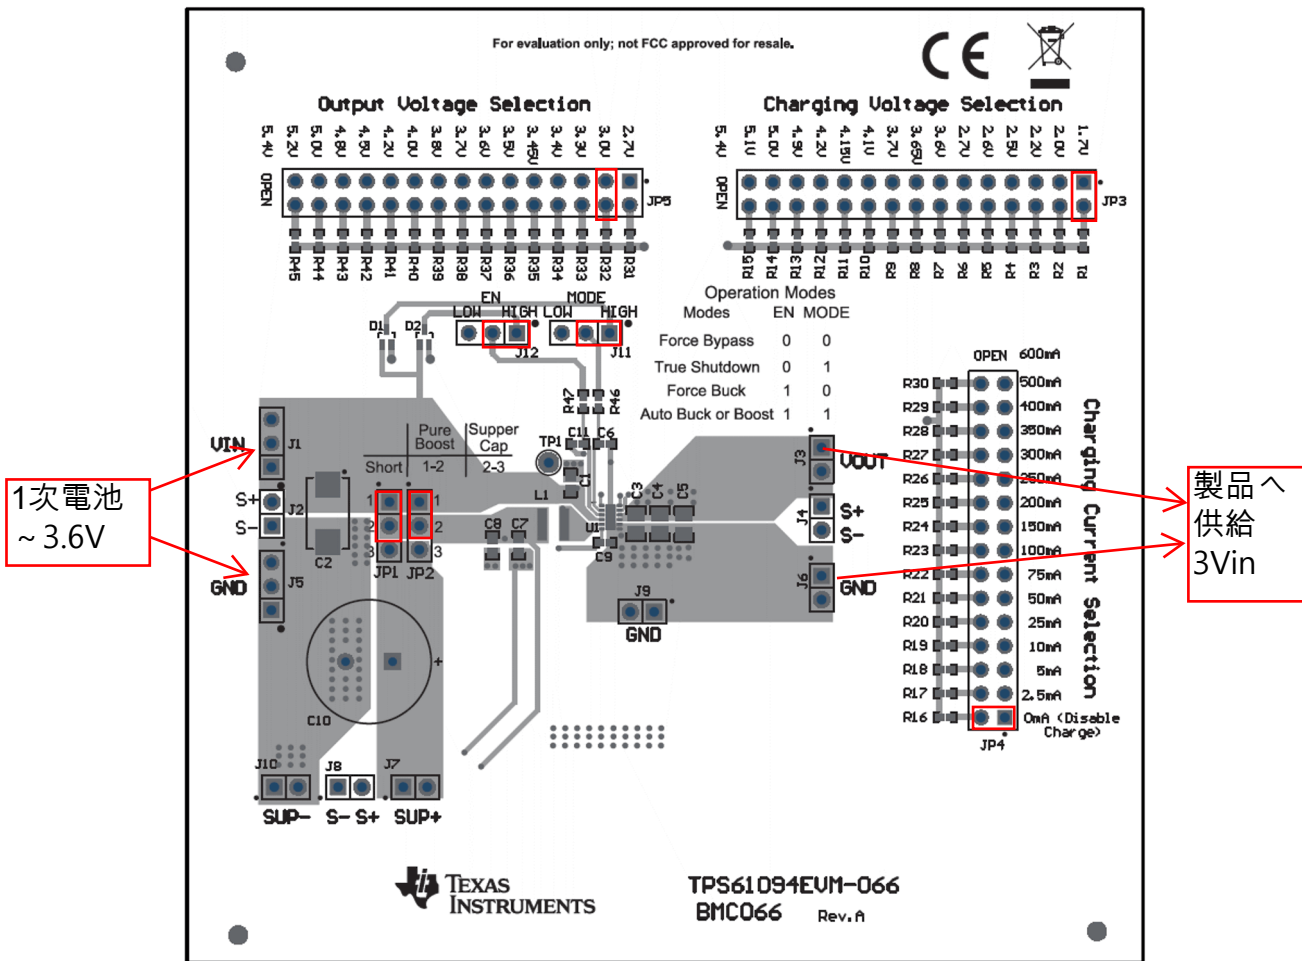 For evaluation only; not FCC approved for resale.
CE
Output Voltage Selection
Charging Voltage Selection
5.4V 5.2V 5.0V 4.8V 4.5V 4.2V 4.0V 3.8V 3.7V 3.6V 3.5V 3.45V 3.4V 3.3V 3.0V 2.7V
5.4V 5.1V 5.0V 4.9V 4.2V 4.15V 4.1V 3.7V 3.65V 3.6V 2.7V 2.6V 2.5V 2.2V 2.0V 1.7V
OPEN
JP5
OPEN
JP3
R45 R44 R43 R42 R41 R40 R39 R38 R37 R36 R35 R34 R33 R32 R31
R15 R14 R13 R12 R11 R10 R9 R8 R7 R6 R5 R4 R3 R2 R1
EN
MODE
LOW HIGH
LOW HIGH
D1 D2
J12
J11
Operation Modes
Modes EN MODE
Force Bypass 0 0
True Shutdown 0 1
Force Buck 1 0
Auto Buck or Boost 1 1
R47 R46
OPEN 600mA
R30 500mA
R29 400mA
R28 350mA
R27 300mA
R26 250mA
R25 200mA
R24 150mA
R23 100mA
R22 75mA
R21 50mA
R20 25mA
R19 10mA
R18 5mA
R17 2.5mA
R16 0mA (Disable
Charge)
JP4
Charging Current Selection
VIN
J1
Pure
Boost
Supper
Cap
Short 1-2 2-3
TP1
C11 C6
C1
L1
U1
C3 C4 C5
C8 C7
C9
J3
VOUT
S+
S-
J2
C2
1 1
2 2
3 3
JP1 JP2
J4
S+
S-
GND
J5
J6
GND
J9
GND
C10
+
J10
J8
J7
SUP- S- S+ SUP+
1次電池
~3.6V
製品へ
供給
3Vin
TEXAS
INSTRUMENTS
TPS61094EVM-066
BMC066 Rev.A